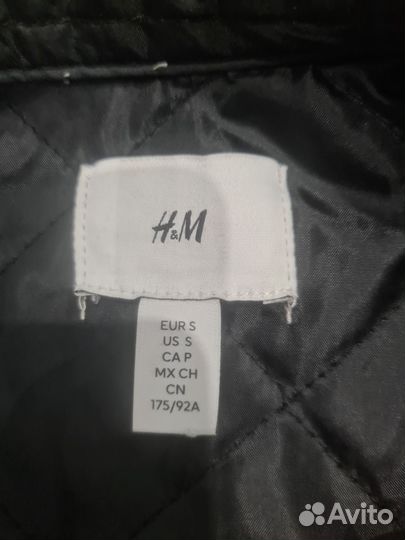 H&M
EUR S
US S
CA P
MX CH
CN
175/92A
Avito